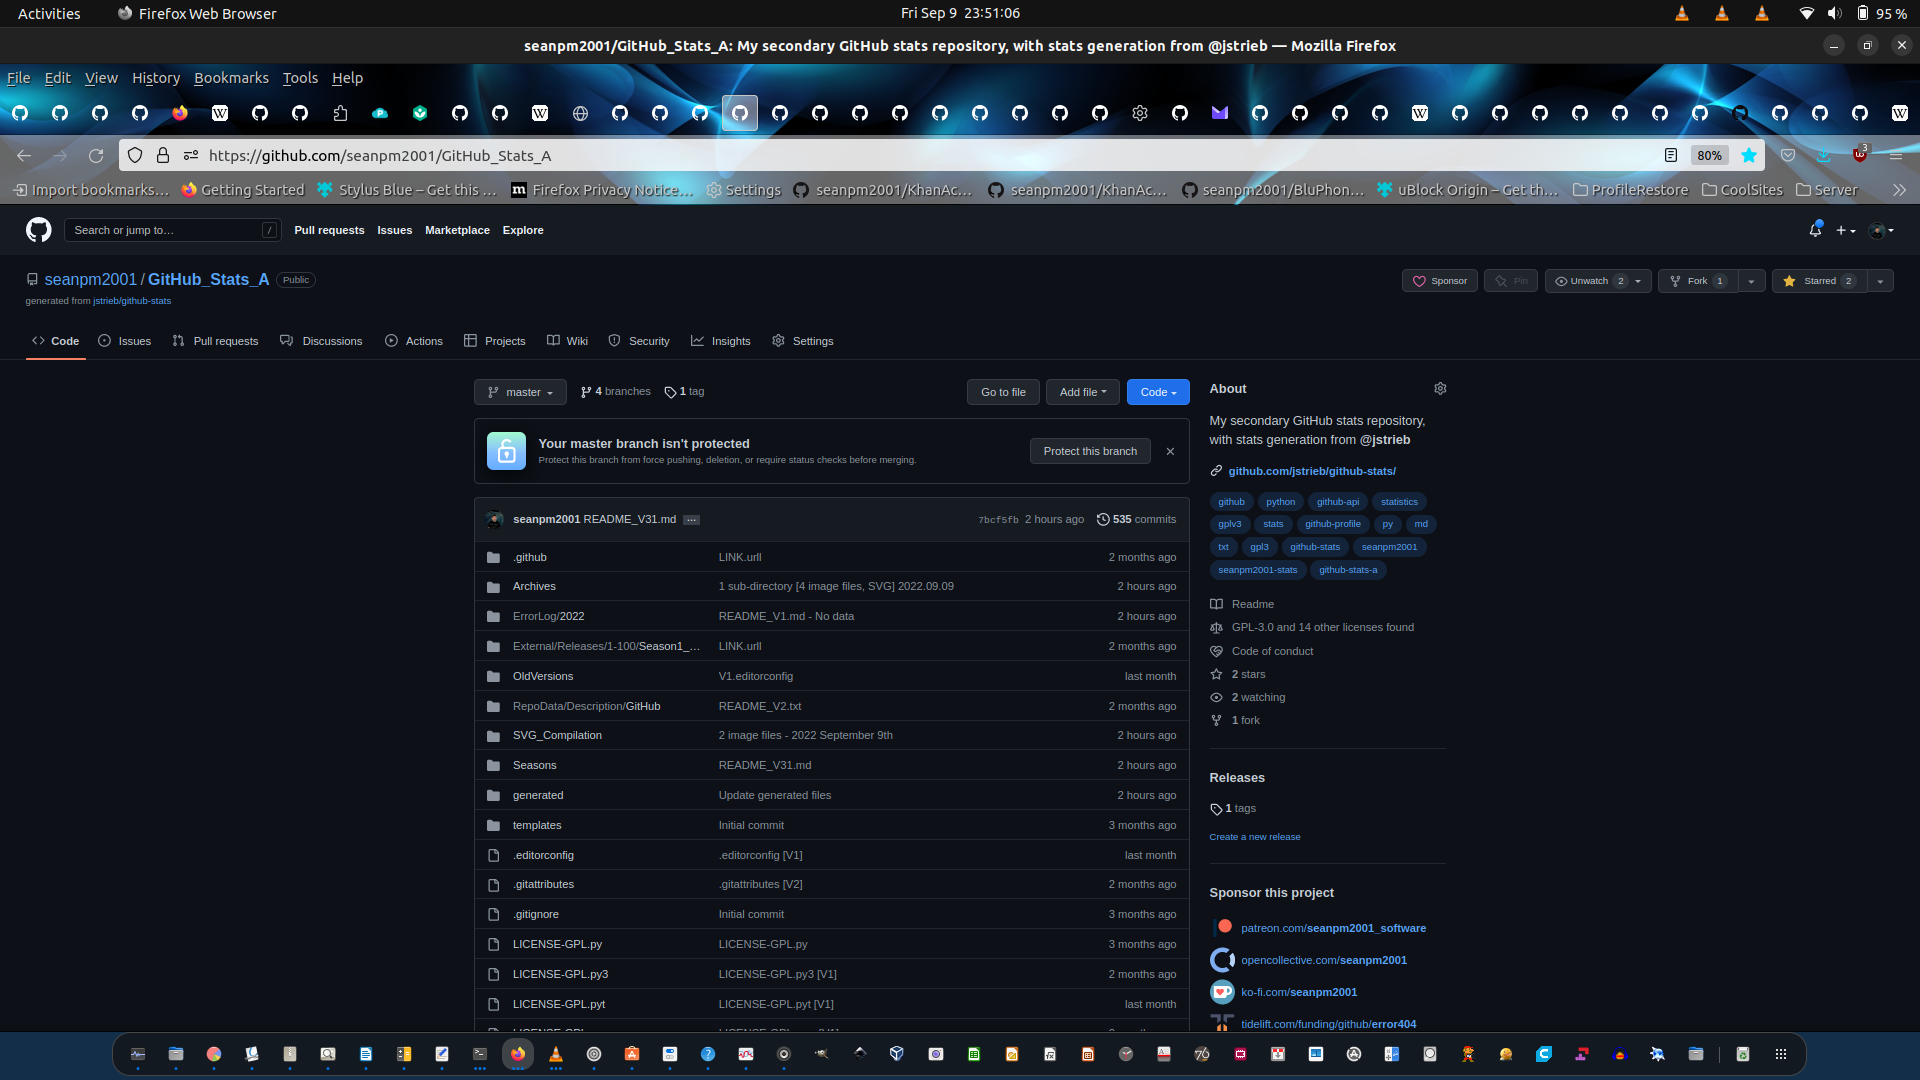 Activities Firefox Web Browser Fri Sep 9 23:51:06 95 %
seanpm2001/GitHub_Stats_A: My secondary GitHub stats repository, with stats generation from @jstrieb — Mozilla Firefox
File Edit View History Bookmarks Tools Help
https://github.com/seanpm2001/GitHub_Stats_A 80% 3
Import bookmarks… Getting Started Stylus Blue – Get this … Firefox Privacy Notice… Settings seanpm2001/KhanAc… seanpm2001/KhanAc… seanpm2001/BluPhon… uBlock Origin – Get th… ProfileRestore CoolSites Server
Search or jump to… / Pull requests Issues Marketplace Explore
seanpm2001 / GitHub_Stats_A Public Sponsor Pin Unwatch 2 Fork 1 Starred 2
generated from jstrieb/github-stats
Code Issues Pull requests Discussions Actions Projects Wiki Security Insights Settings
master 4 branches 1 tag Go to file Add file Code
Your master branch isn't protected
Protect this branch from force pushing, deletion, or require status checks before merging.
Protect this branch
seanpm2001 README_V31.md … 7bcf5fb 2 hours ago 535 commits
.github LINK.urll 2 months ago
Archives 1 sub-directory [4 image files, SVG] 2022.09.09 2 hours ago
ErrorLog/2022 README_V1.md - No data 2 hours ago
External/Releases/1-100/Season1_… LINK.urll 2 months ago
OldVersions V1.editorconfig last month
RepoData/Description/GitHub README_V2.txt 2 months ago
SVG_Compilation 2 image files - 2022 September 9th 2 hours ago
Seasons README_V31.md 2 hours ago
generated Update generated files 2 hours ago
templates Initial commit 3 months ago
.editorconfig .editorconfig [V1] last month
.gitattributes .gitattributes [V2] 2 months ago
.gitignore Initial commit 3 months ago
LICENSE-GPL.py LICENSE-GPL.py 3 months ago
LICENSE-GPL.py3 LICENSE-GPL.py3 [V1] 2 months ago
LICENSE-GPL.pyt LICENSE-GPL.pyt [V1] last month
About
My secondary GitHub stats repository,
with stats generation from @jstrieb
github.com/jstrieb/github-stats/
github python github-api statistics
gplv3 stats github-profile py md
txt gpl3 github-stats seanpm2001
seanpm2001-stats github-stats-a
Readme
GPL-3.0 and 14 other licenses found
Code of conduct
2 stars
2 watching
1 fork
Releases
1 tags
Create a new release
Sponsor this project
patreon.com/seanpm2001_software
opencollective.com/seanpm2001
ko-fi.com/seanpm2001
tidelift.com/funding/github/error404